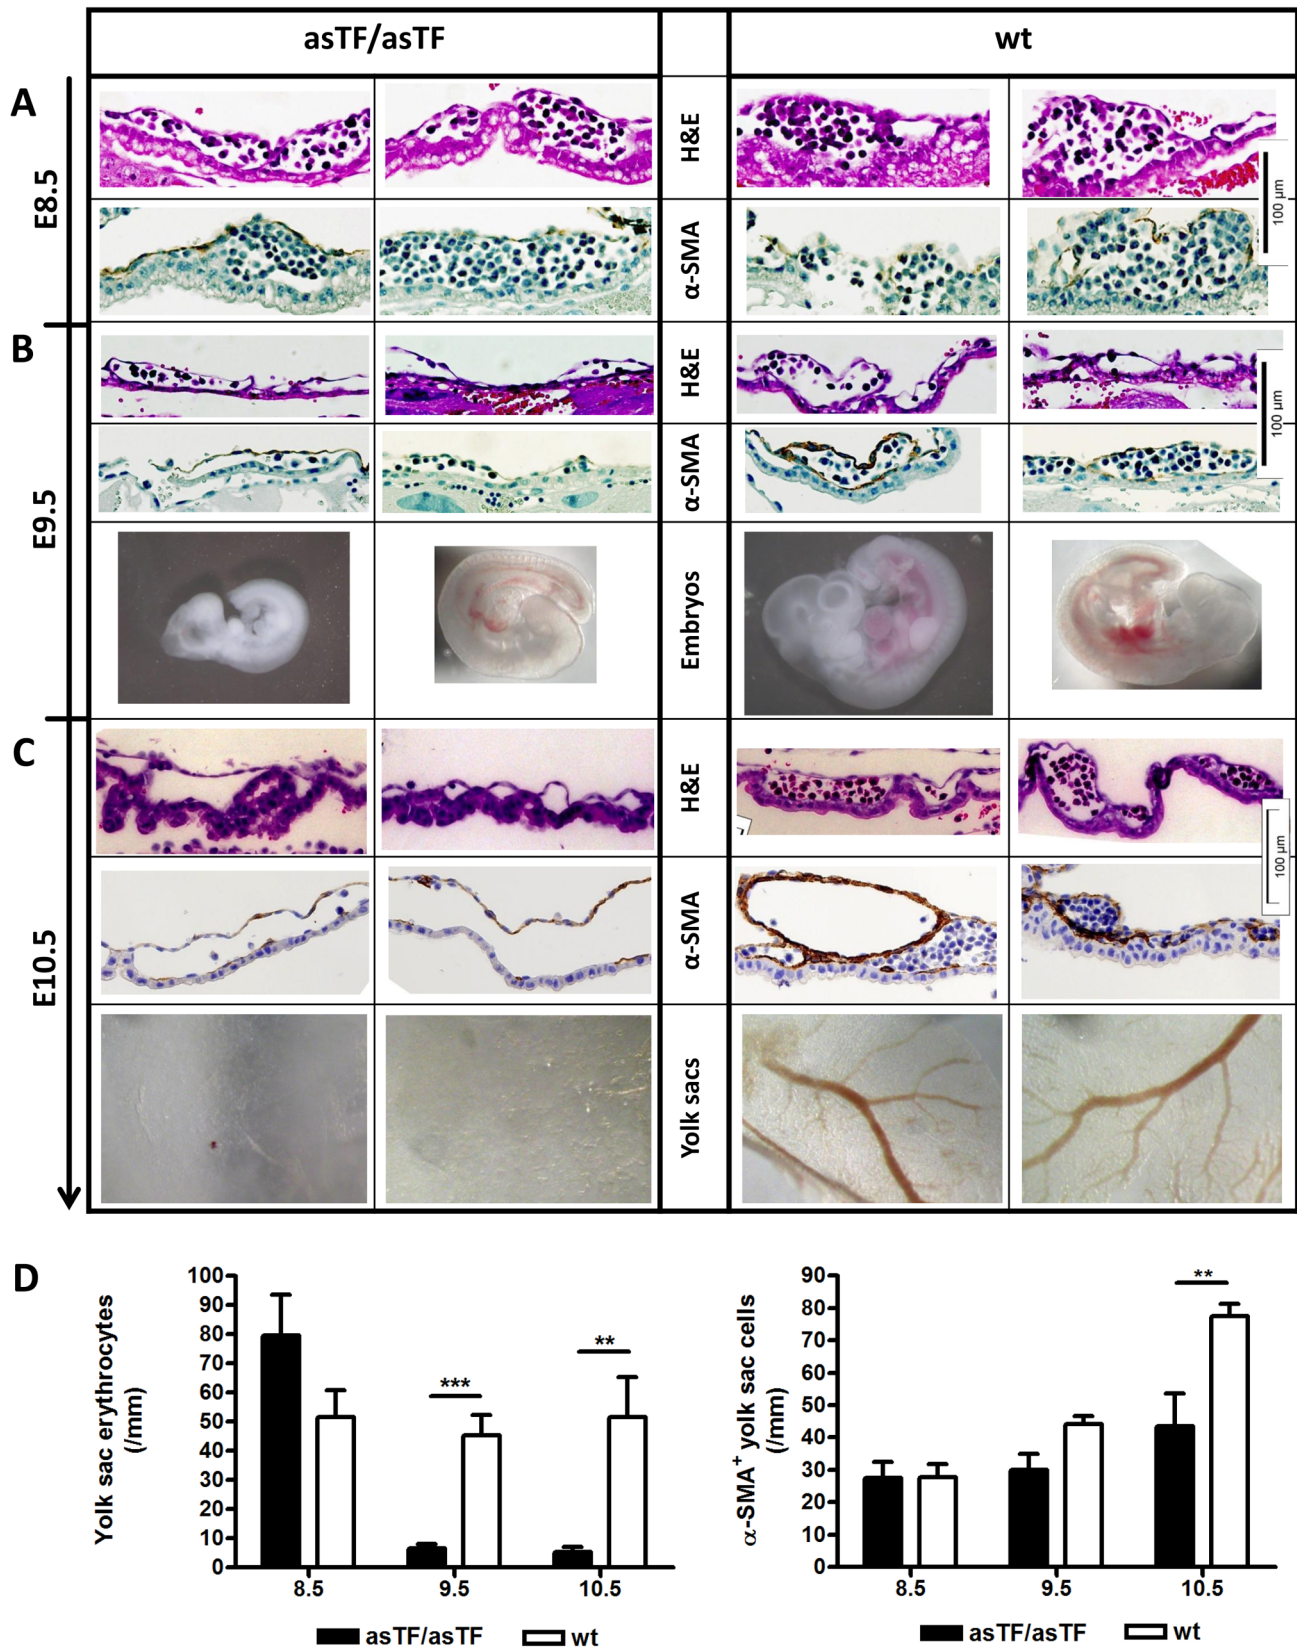 asTF/asTF
wt
A
E8.5
H&E
α-SMA
100 µm
B
E9.5
H&E
α-SMA
100 µm
Embryos
C
E10.5
H&E
α-SMA
100 µm
Yolk sacs
D
Yolk sac erythrocytes
(/mm)
100
90
80
70
60
50
40
30
20
10
0
***
**
8.5
9.5
10.5
asTF/asTF
wt
α-SMA+ yolk sac cells
(/mm)
90
80
70
60
50
40
30
20
10
0
**
8.5
9.5
10.5
asTF/asTF
wt